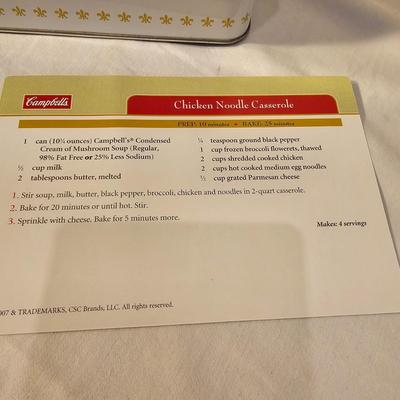 Campbell's
Chicken Noodle Casserole
PREP: 10 minutes • BAKE: 25 minutes
1 can (10¾ ounces) Campbell's® Condensed
Cream of Mushroom Soup (Regular,
98% Fat Free or 25% Less Sodium)
½ cup milk
2 tablespoons butter, melted
¼ teaspoon ground black pepper
1 cup frozen broccoli flowerets, thawed
2 cups shredded cooked chicken
2 cups hot cooked medium egg noodles
½ cup grated Parmesan cheese
1. Stir soup, milk, butter, black pepper, broccoli, chicken and noodles in 2-quart casserole.
2. Bake for 20 minutes or until hot. Stir.
3. Sprinkle with cheese. Bake for 5 minutes more.
Makes: 4 servings
007 & TRADEMARKS, CSC Brands, LLC. All rights reserved.